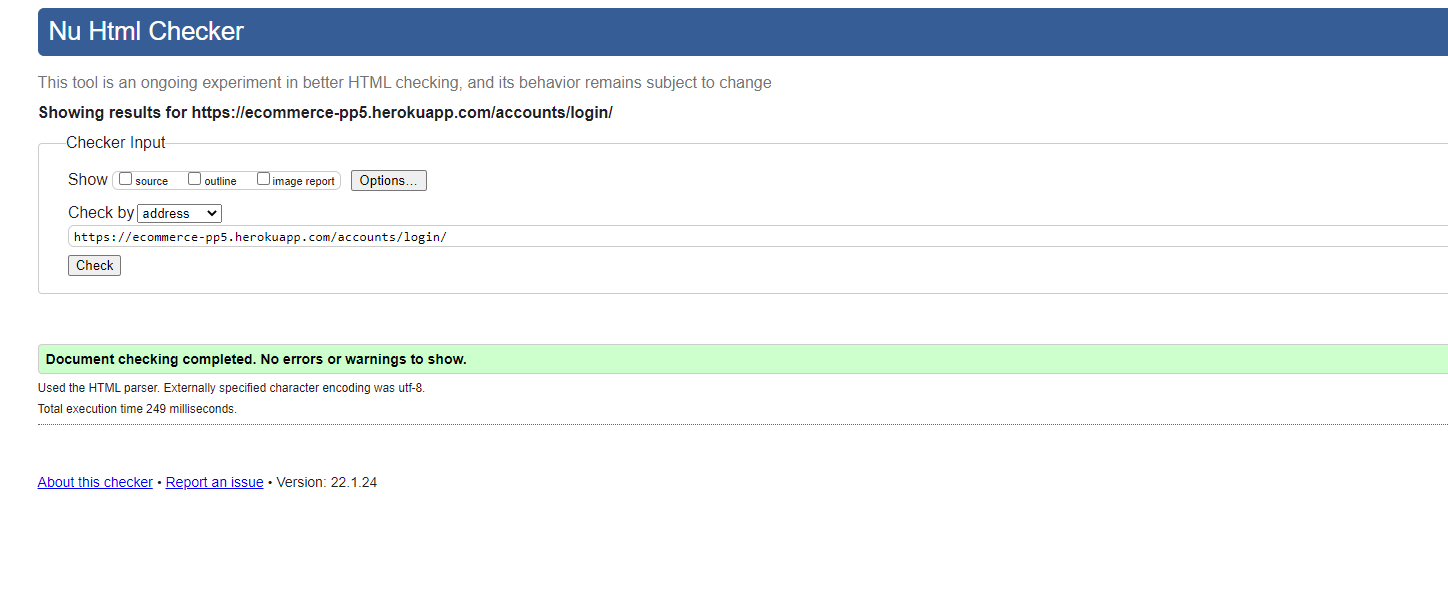 Nu Html Checker
This tool is an ongoing experiment in better HTML checking, and its behavior remains subject to change
Showing results for https://ecommerce-pp5.herokuapp.com/accounts/login/
Checker Input
Show source outline image report Options...
Check by address
https://ecommerce-pp5.herokuapp.com/accounts/login/
Check
Document checking completed. No errors or warnings to show.
Used the HTML parser. Externally specified character encoding was utf-8.
Total execution time 249 milliseconds.
About this checker • Report an issue • Version: 22.1.24